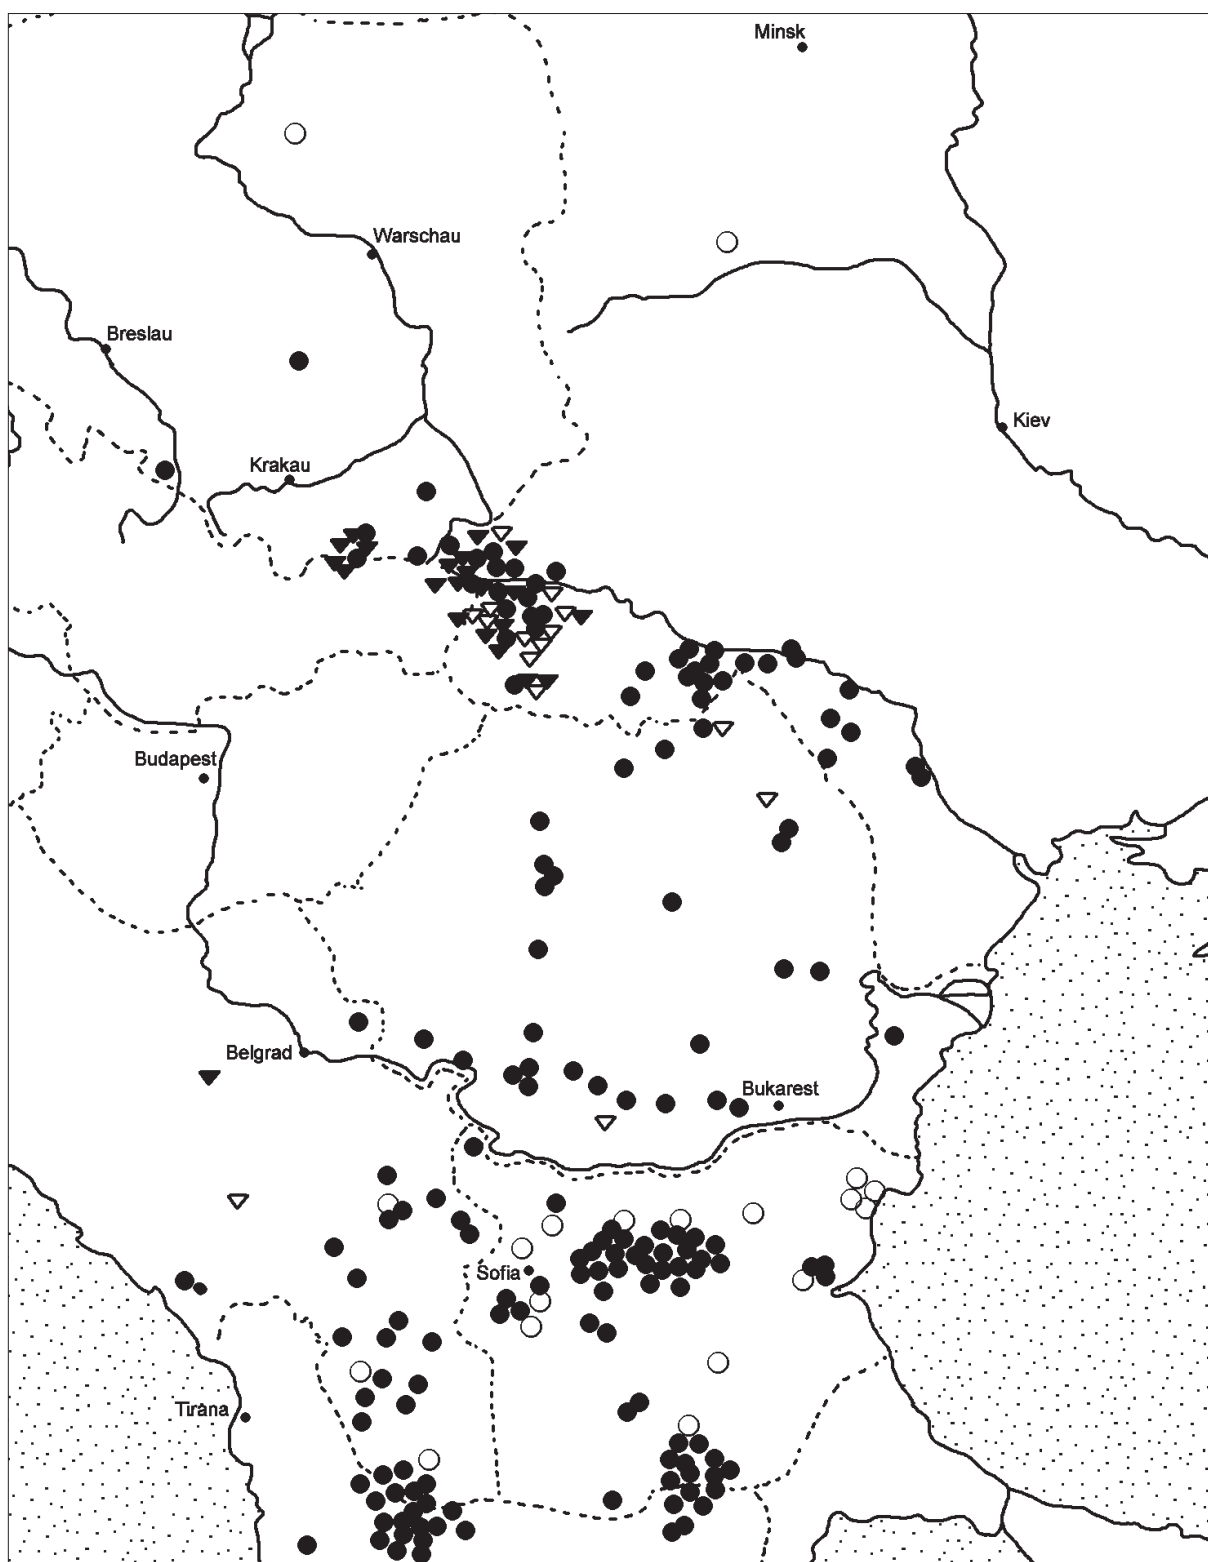 Minsk
Warschau
Breslau
Kiev
Krakau
Budapest
Belgrad
Bukarest
Sofia
Tirana